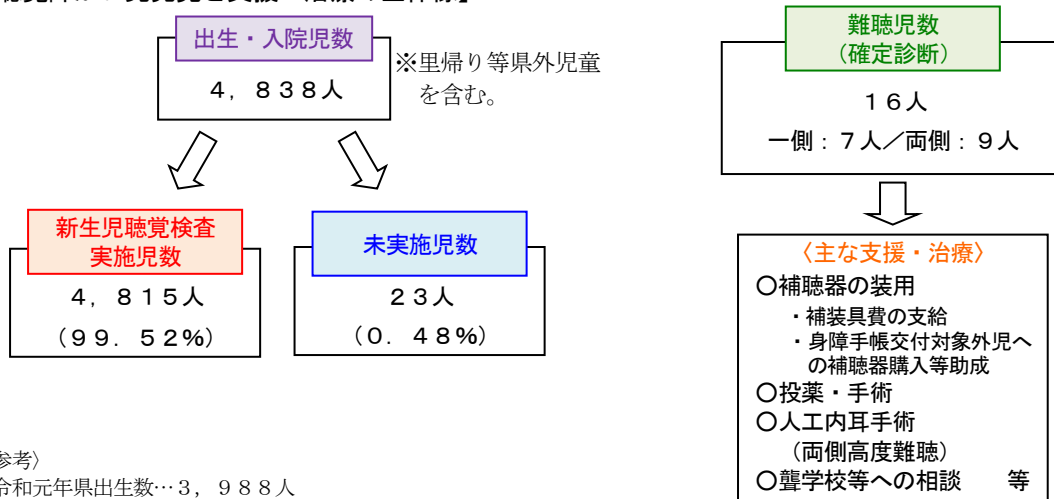 出生・入院児数
4，838人
※里帰り等県外児童
を含む。
新生児聴覚検査
実施児数
4，815人
（99．52%）
未実施児数
23人
（0．48%）
参考〉
令和元年県出生数…3，988人
難聴児数
（確定診断）
16人
一側：7人／両側：9人
〈主な支援・治療〉
〇補聴器の装用
・補装具費の支給
・身障手帳交付対象外児へ
の補聴器購入等助成
〇投薬・手術
〇人工内耳手術
（両側高度難聴）
〇聾学校等への相談　等